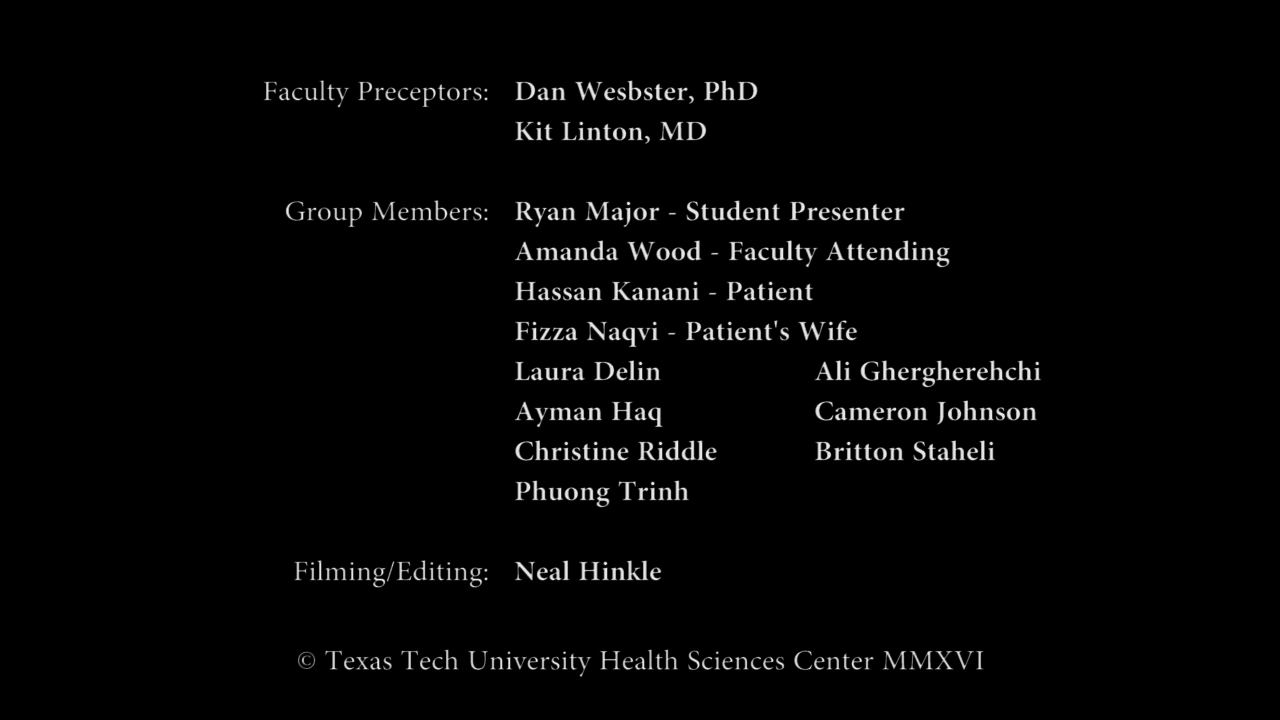 Faculty Preceptors: Dan Wesbster, PhD
Kit Linton, MD
Group Members: Ryan Major - Student Presenter
Amanda Wood - Faculty Attending
Hassan Kanani - Patient
Fizza Naqvi - Patient's Wife
Laura Delin Ali Ghergherehchi
Ayman Haq Cameron Johnson
Christine Riddle Britton Staheli
Phuong Trinh
Filming/Editing: Neal Hinkle
© Texas Tech University Health Sciences Center MMXVI